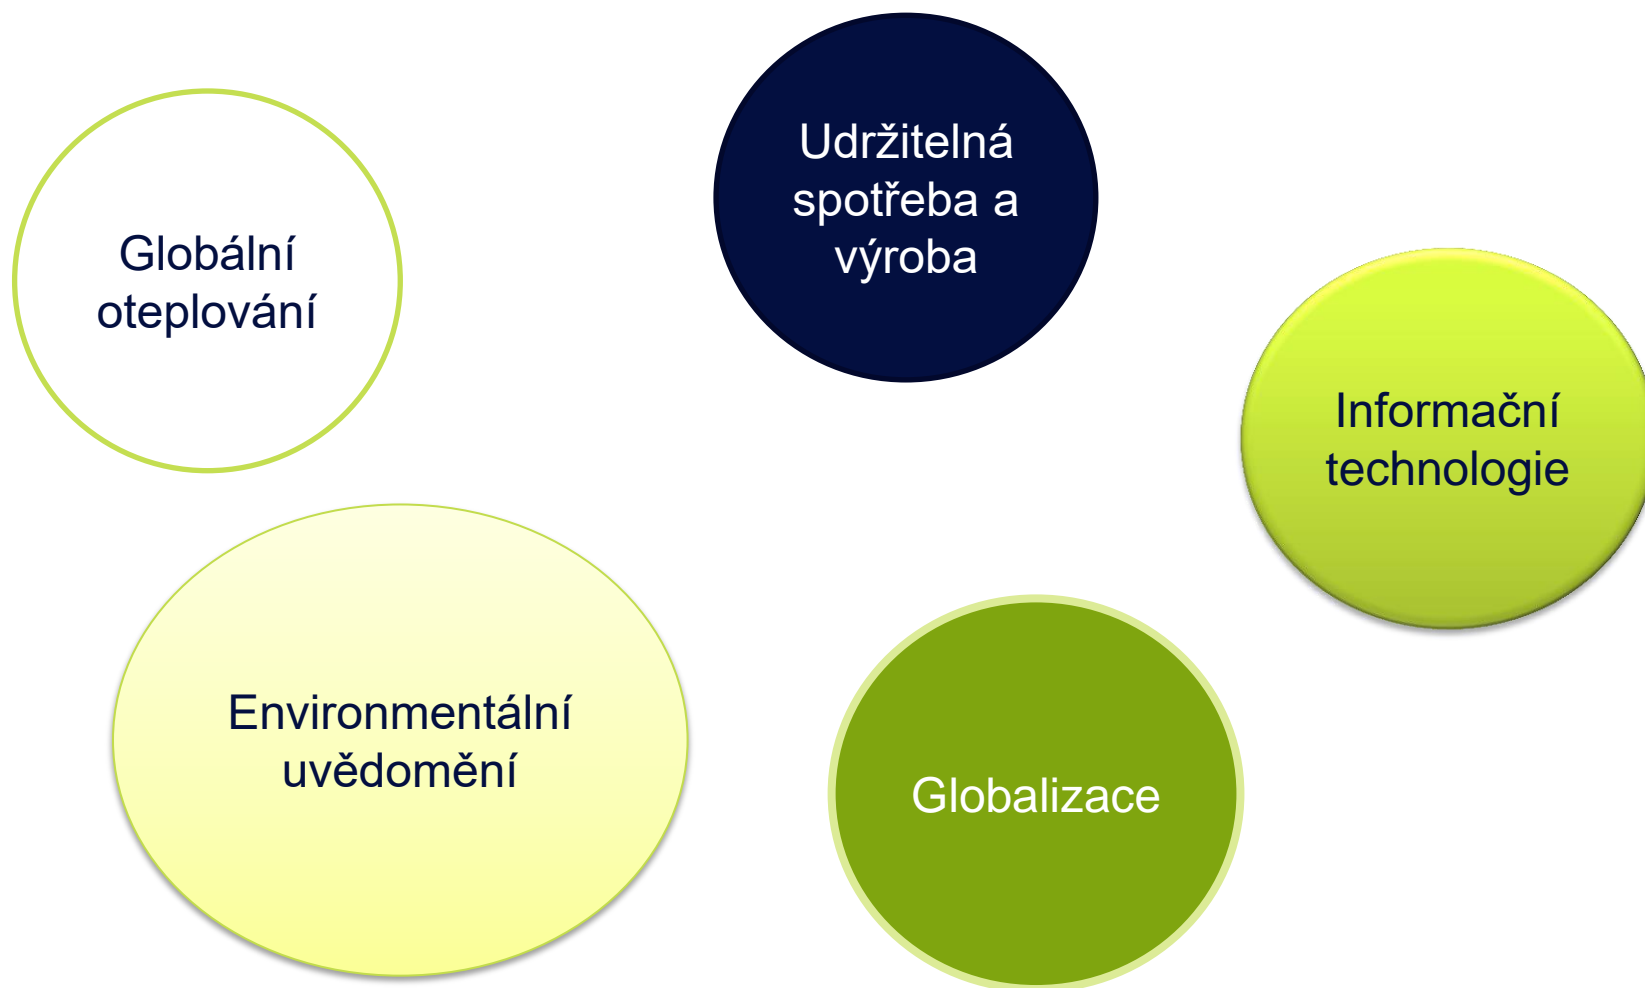 Globální
oteplování
Udržitelná
spotřeba a
výroba
Informační
technologie
Environmentální
uvědomění
Globalizace